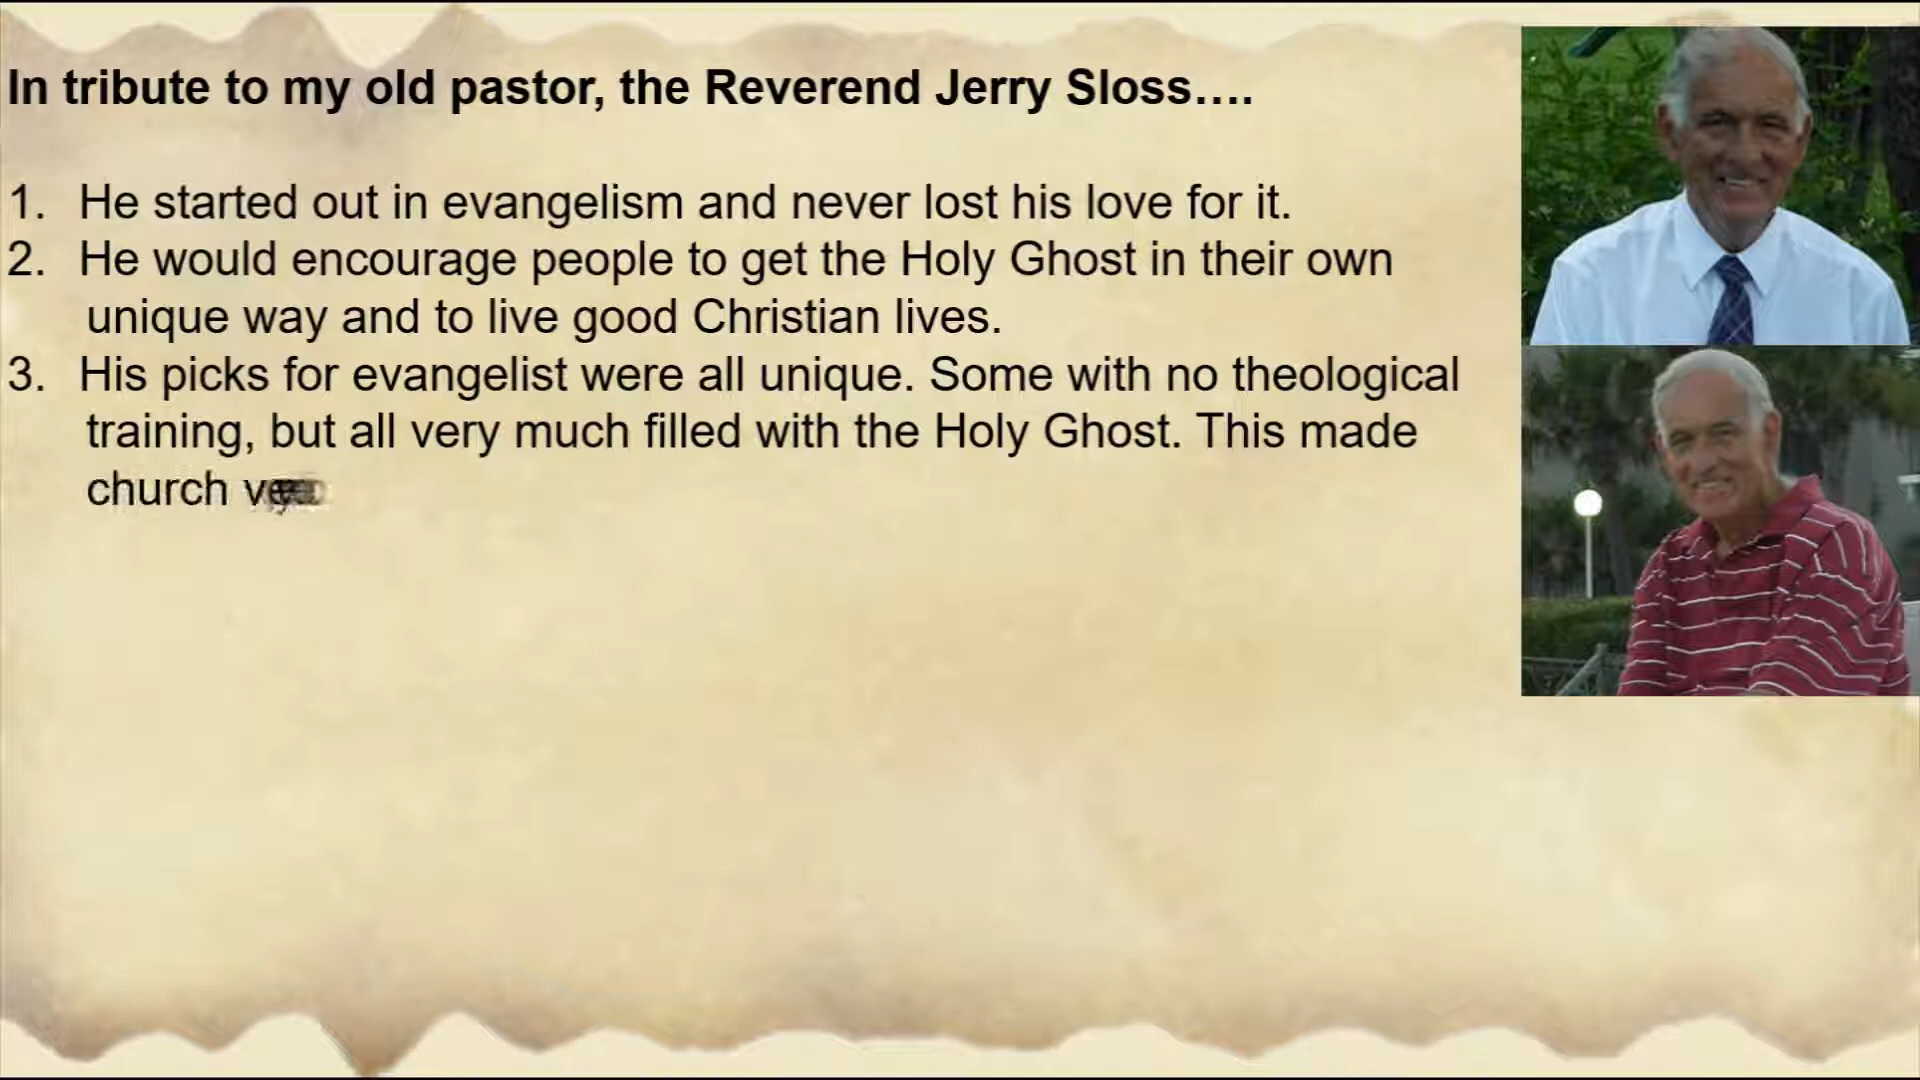 In tribute to my old pastor, the Reverend Jerry Sloss….
1. He started out in evangelism and never lost his love for it.
2. He would encourage people to get the Holy Ghost in their own
unique way and to live good Christian lives.
3. His picks for evangelist were all unique. Some with no theological
training, but all very much filled with the Holy Ghost. This made
church